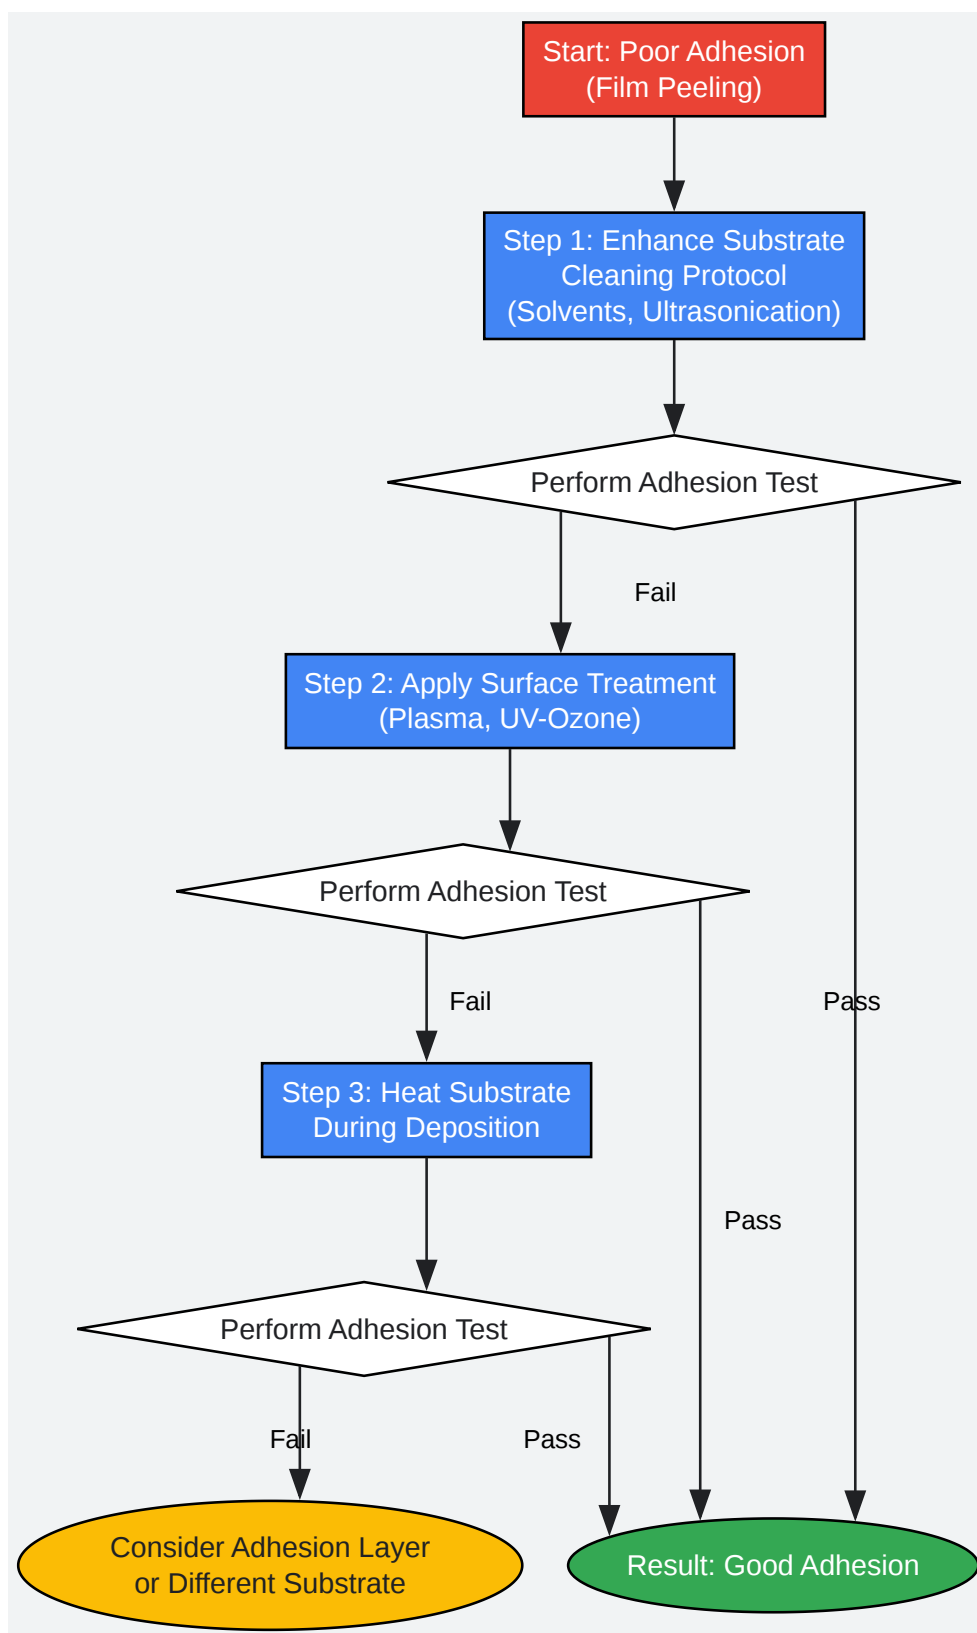 Start: Poor Adhesion
(Film Peeling)
Step 1: Enhance Substrate
Cleaning Protocol
(Solvents, Ultrasonication)
Perform Adhesion Test
Fail
Step 2: Apply Surface Treatment
(Plasma, UV-Ozone)
Perform Adhesion Test
Fail
Pass
Step 3: Heat Substrate
During Deposition
Pass
Perform Adhesion Test
Fail
Pass
Consider Adhesion Layer
or Different Substrate
Result: Good Adhesion